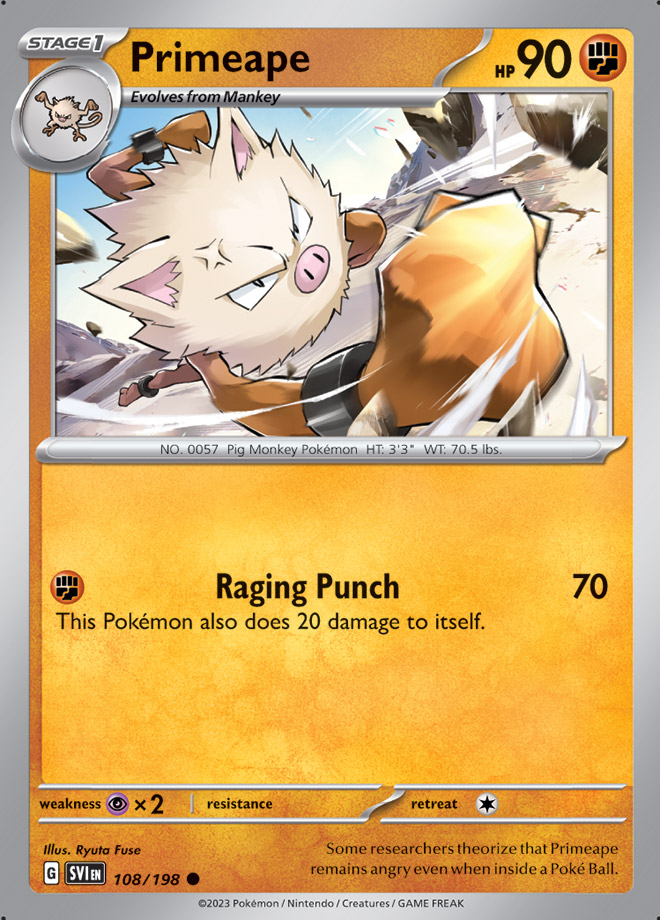 STAGE 1
Primeape
HP 90
Evolves from Mankey
NO. 0057 Pig Monkey Pokémon HT: 3'3" WT: 70.5 lbs.
Raging Punch 70
This Pokémon also does 20 damage to itself.
weakness ×2 resistance retreat
Illus. Ryuta Fuse
Some researchers theorize that Primeape
remains angry even when inside a Poké Ball.
G SVI EN 108/198
©2023 Pokémon / Nintendo / Creatures / GAME FREAK